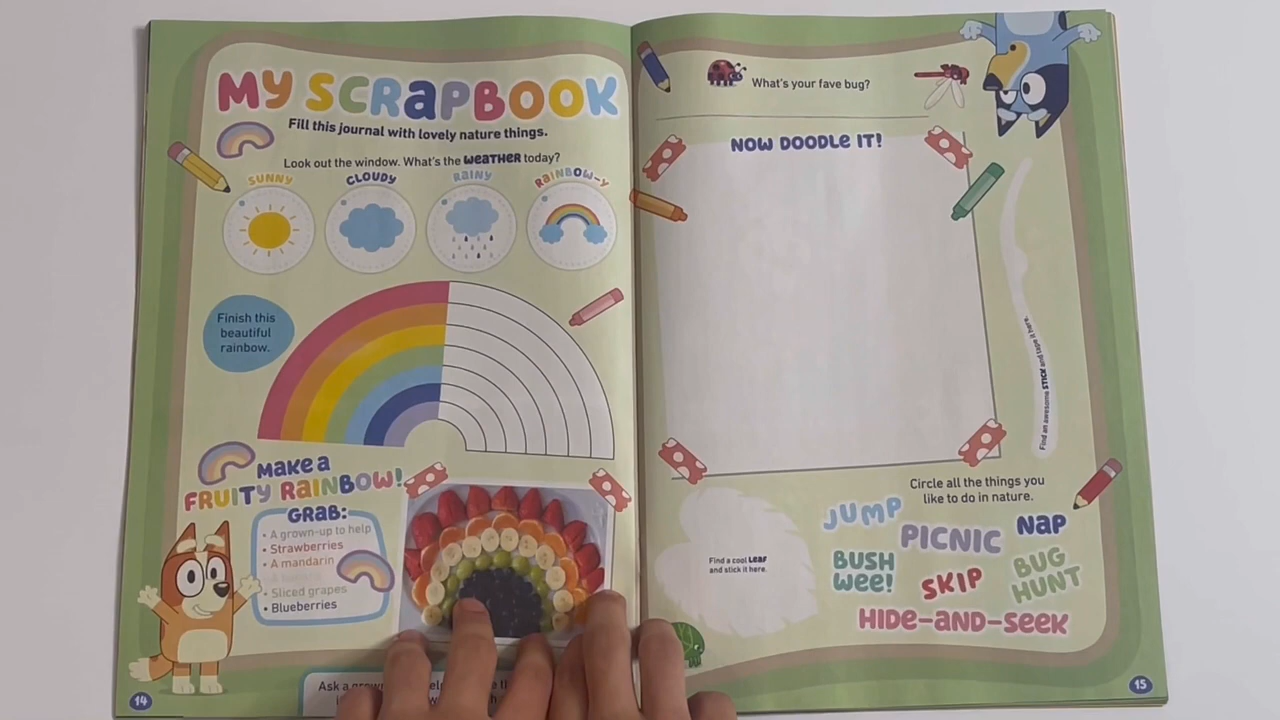 MY SCRAPBOOK
Fill this journal with lovely nature things.
Look out the window. What's the WEATHER today?
SUNNY
CLOUDY
RAINY
RAINBOW-Y
Finish this
beautiful
rainbow.
MAKE A
FRUITY RAINBOW!
GRAB:
• A grown-up to help
• Strawberries
• A mandarin
• Sliced grapes
• Blueberries
Ask a
14
What's your fave bug?
NOW DOODLE IT!
Find an awesome STICK and tape it here.
Find a cool LEAF
and stick it here.
Circle all the things you
like to do in nature.
JUMP
PICNIC
NAP
BUSH
WEE!
SKIP
BUG
HUNT
HIDE-AND-SEEK
15